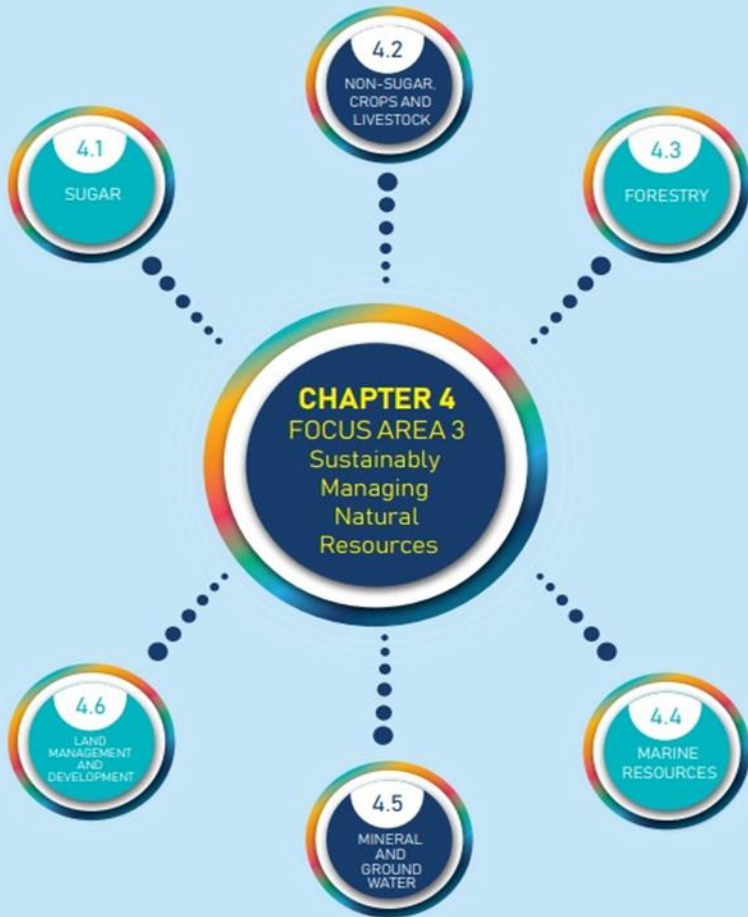 CHAPTER 4
FOCUS AREA 3
Sustainably
Managing
Natural
Resources
4.1
SUGAR
4.2
NON-SUGAR,
CROPS AND
LIVESTOCK
4.3
FORESTRY
4.4
MARINE
RESOURCES
4.5
MINERAL
AND
GROUND
WATER
4.6
LAND
MANAGEMENT
AND
DEVELOPMENT